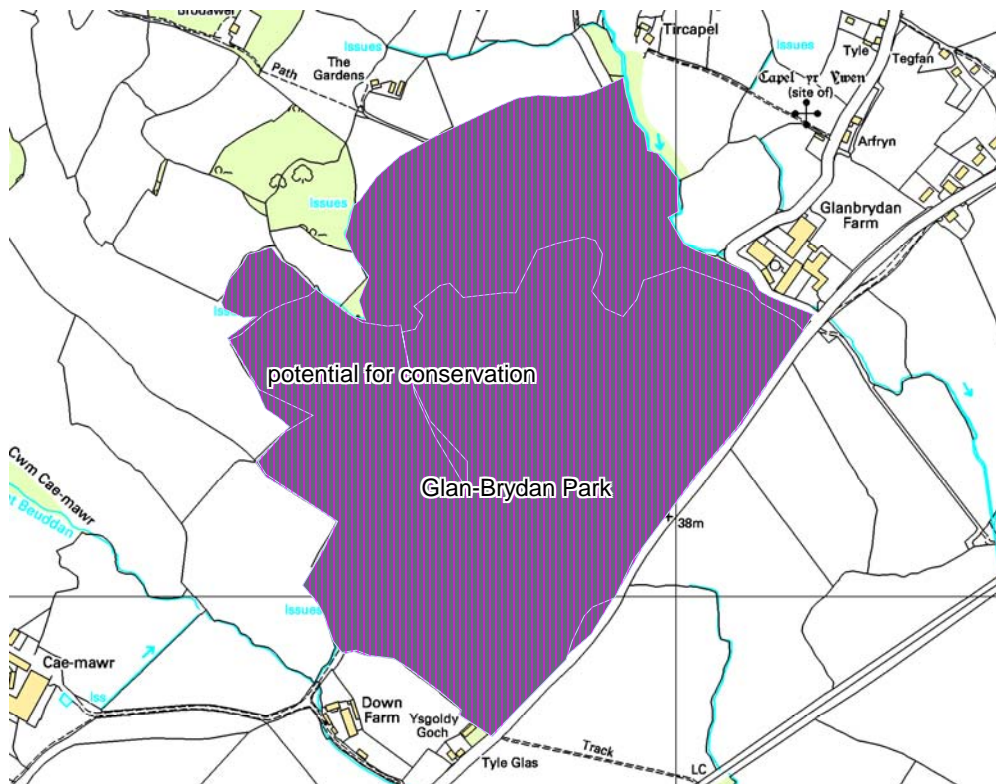 Brodawel
Issues
Tircapel
Issues
Tyle
Tegfan
Path
The
Gardens
Capel yr Ywen
(site of)
Arfryn
Issues
Glanbrydan
Farm
Iss
potential for conservation
Glan-Brydan Park
Cwm Cae-mawr
38m
Issues
Cae-mawr
Iss
Down
Farm
Ysgoldy
Goch
Tyle Glas
Track
LC